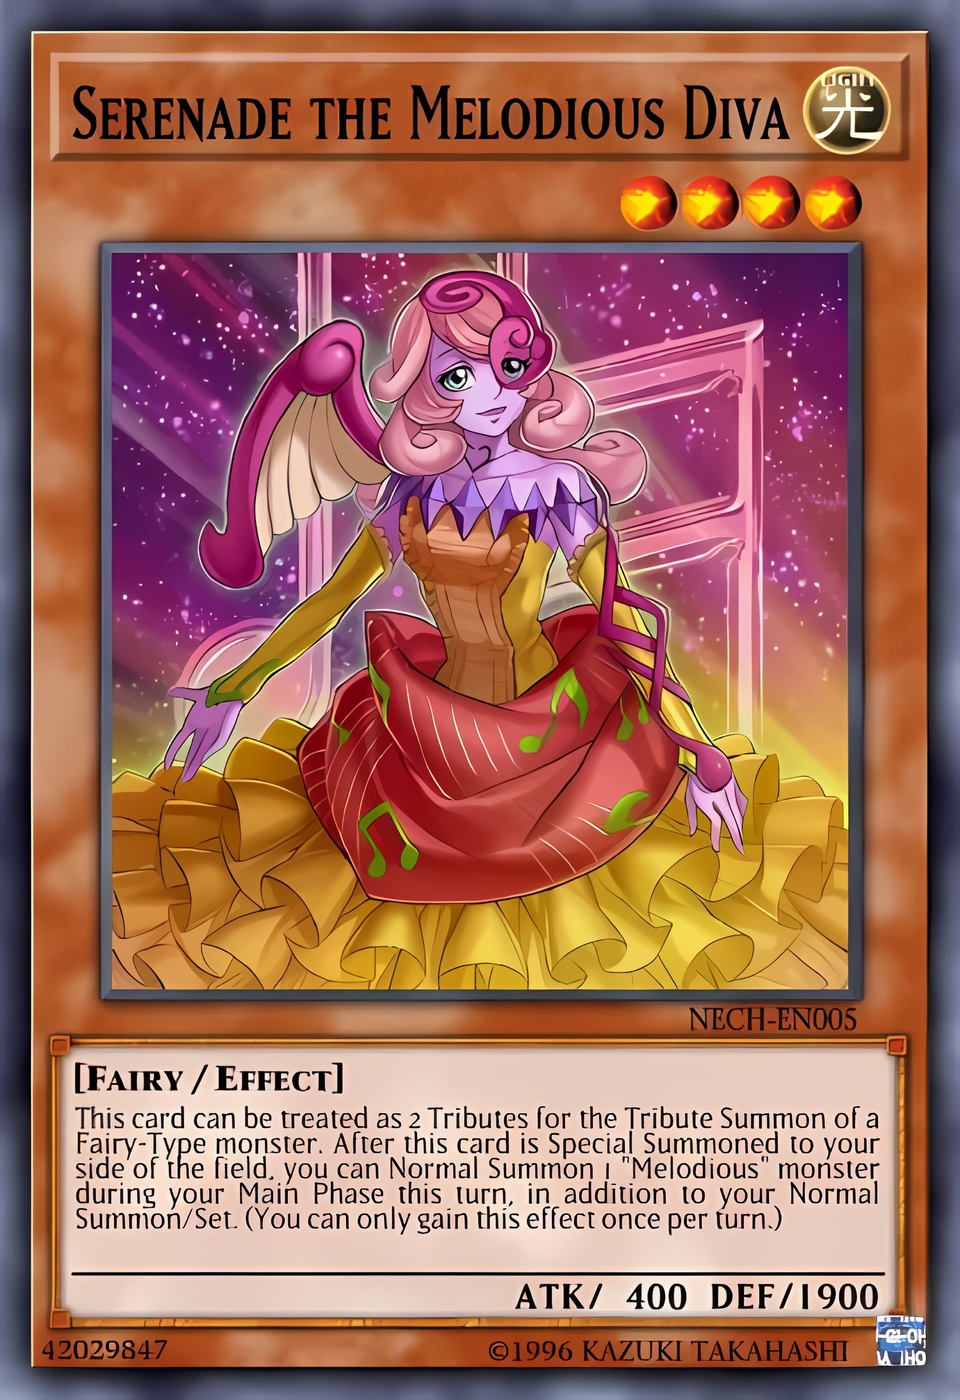 Serenade the Melodious Diva
光
NECH-EN005
[Fairy / Effect]
This card can be treated as 2 Tributes for the Tribute Summon of a
Fairy-Type monster. After this card is Special Summoned to your
side of the field, you can Normal Summon 1 "Melodious" monster
during your Main Phase this turn, in addition to your Normal
Summon/Set. (You can only gain this effect once per turn.)
ATK/ 400 DEF/1900
42029847
©1996 KAZUKI TAKAHASHI